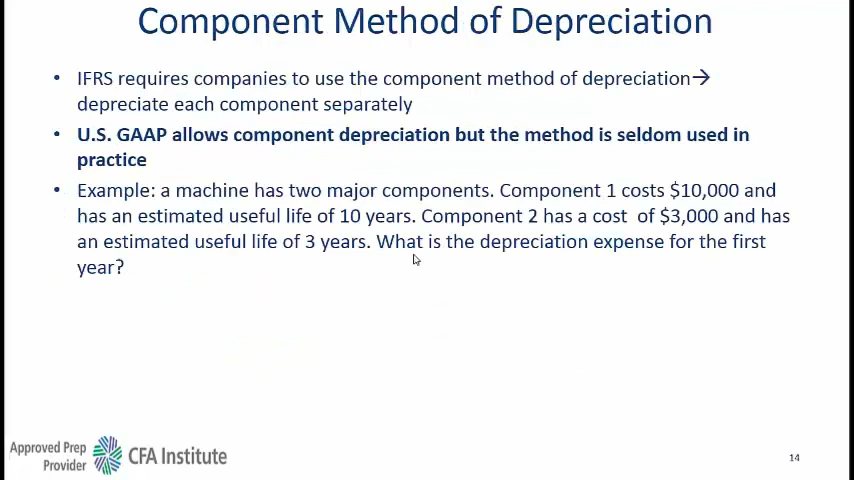 Component Method of Depreciation
• IFRS requires companies to use the component method of depreciation→
depreciate each component separately
• U.S. GAAP allows component depreciation but the method is seldom used in
practice
• Example: a machine has two major components. Component 1 costs $10,000 and
has an estimated useful life of 10 years. Component 2 has a cost of $3,000 and has
an estimated useful life of 3 years. What is the depreciation expense for the first
year?
Approved Prep
Provider
CFA Institute
14